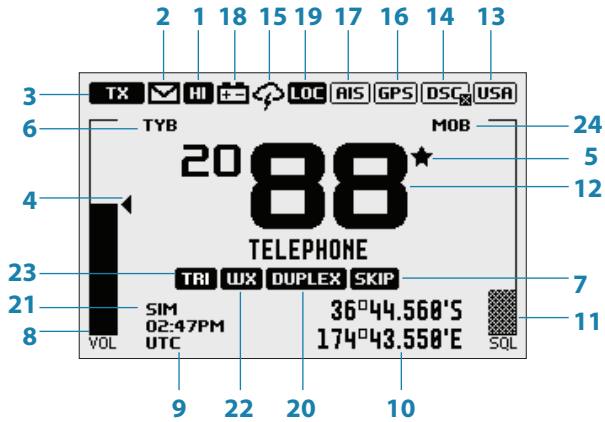 2 1 18 15 19 17 16 14 13
3 TX HI LOC AIS GPS DSC USA
6 TYB MOB 24
5
20 88 12
4
TELEPHONE
23 TRI WX DUPLEX SKIP 7
21 SIM 36°44.560'S
02:47PM 11
8 VOL UTC 174°43.550'E SQL
9 22 20 10